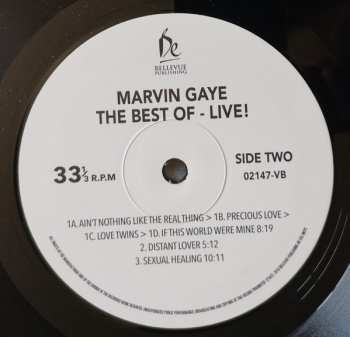 Be
BELLEVUE
PUBLISHING
MARVIN GAYE
THE BEST OF - LIVE!
33⅓ R.P.M
SIDE TWO
02147-VB
1A. AIN'T NOTHING LIKE THE REAL THING > 1B. PRECIOUS LOVE >
1C. LOVE TWINS > 1D. IF THIS WORLD WERE MINE 8:19
2. DISTANT LOVER 5:12
3. SEXUAL HEALING 10:11